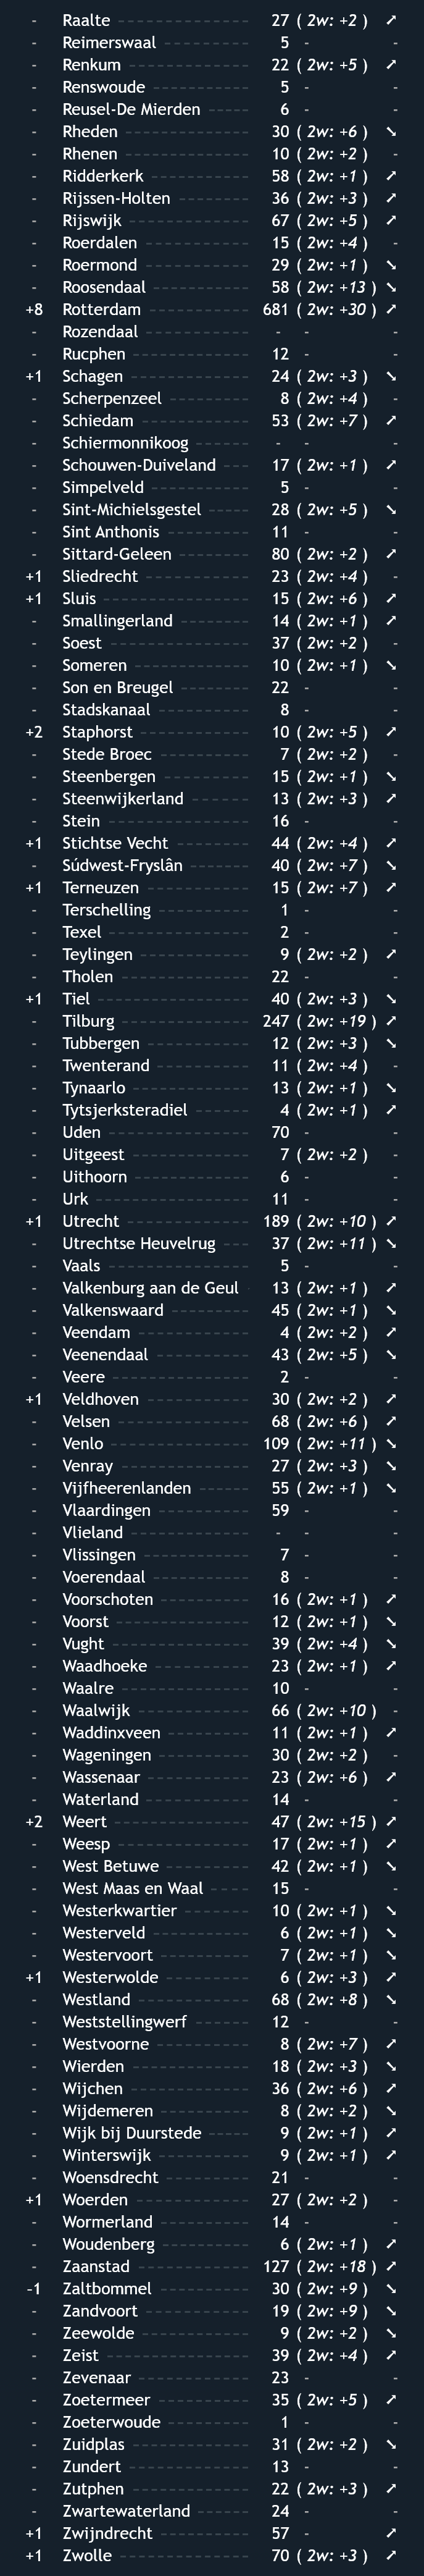 - Raalte 27 ( 2w: +2 ) ↗
- Reimerswaal 5 - -
- Renkum 22 ( 2w: +5 ) ↗
- Renswoude 5 - -
- Reusel-De Mierden 6 - -
- Rheden 30 ( 2w: +6 ) ↘
- Rhenen 10 ( 2w: +2 ) -
- Ridderkerk 58 ( 2w: +1 ) ↗
- Rijssen-Holten 36 ( 2w: +3 ) ↗
- Rijswijk 67 ( 2w: +5 ) ↗
- Roerdalen 15 ( 2w: +4 ) -
- Roermond 29 ( 2w: +1 ) ↘
- Roosendaal 58 ( 2w: +13 ) ↘
+8 Rotterdam 681 ( 2w: +30 ) ↗
- Rozendaal - - -
- Rucphen 12 - -
+1 Schagen 24 ( 2w: +3 ) ↘
- Scherpenzeel 8 ( 2w: +4 ) -
- Schiedam 53 ( 2w: +7 ) ↗
- Schiermonnikoog - - -
- Schouwen-Duiveland 17 ( 2w: +1 ) ↗
- Simpelveld 5 - -
- Sint-Michielsgestel 28 ( 2w: +5 ) ↘
- Sint Anthonis 11 - -
- Sittard-Geleen 80 ( 2w: +2 ) ↗
+1 Sliedrecht 23 ( 2w: +4 ) -
+1 Sluis 15 ( 2w: +6 ) ↗
- Smallingerland 14 ( 2w: +1 ) ↗
- Soest 37 ( 2w: +2 ) -
- Someren 10 ( 2w: +1 ) ↘
- Son en Breugel 22 - -
- Stadskanaal 8 - -
+2 Staphorst 10 ( 2w: +5 ) ↗
- Stede Broec 7 ( 2w: +2 ) -
- Steenbergen 15 ( 2w: +1 ) ↘
- Steenwijkerland 13 ( 2w: +3 ) ↗
- Stein 16 - -
+1 Stichtse Vecht 44 ( 2w: +4 ) ↗
- Súdwest-Fryslân 40 ( 2w: +7 ) ↘
+1 Terneuzen 15 ( 2w: +7 ) ↗
- Terschelling 1 - -
- Texel 2 - -
- Teylingen 9 ( 2w: +2 ) ↗
- Tholen 22 - -
+1 Tiel 40 ( 2w: +3 ) ↘
- Tilburg 247 ( 2w: +19 ) ↗
- Tubbergen 12 ( 2w: +3 ) ↘
- Twenterand 11 ( 2w: +4 ) -
- Tynaarlo 13 ( 2w: +1 ) ↘
- Tytsjerksteradiel 4 ( 2w: +1 ) ↗
- Uden 70 - -
- Uitgeest 7 ( 2w: +2 ) -
- Uithoorn 6 - -
- Urk 11 - -
+1 Utrecht 189 ( 2w: +10 ) ↗
- Utrechtse Heuvelrug 37 ( 2w: +11 ) ↘
- Vaals 5 - -
- Valkenburg aan de Geul 13 ( 2w: +1 ) ↗
- Valkenswaard 45 ( 2w: +1 ) ↘
- Veendam 4 ( 2w: +2 ) ↗
- Veenendaal 43 ( 2w: +5 ) ↘
- Veere 2 - -
+1 Veldhoven 30 ( 2w: +2 ) ↗
- Velsen 68 ( 2w: +6 ) ↗
- Venlo 109 ( 2w: +11 ) ↘
- Venray 27 ( 2w: +3 ) ↘
- Vijfheerenlanden 55 ( 2w: +1 ) ↘
- Vlaardingen 59 - -
- Vlieland - - -
- Vlissingen 7 - -
- Voerendaal 8 - -
- Voorschoten 16 ( 2w: +1 ) ↗
- Voorst 12 ( 2w: +1 ) ↘
- Vught 39 ( 2w: +4 ) ↘
- Waadhoeke 23 ( 2w: +1 ) ↗
- Waalre 10 - -
- Waalwijk 66 ( 2w: +10 ) -
- Waddinxveen 11 ( 2w: +1 ) ↗
- Wageningen 30 ( 2w: +2 ) -
- Wassenaar 23 ( 2w: +6 ) ↗
- Waterland 14 - -
+2 Weert 47 ( 2w: +15 ) ↗
- Weesp 17 ( 2w: +1 ) ↗
- West Betuwe 42 ( 2w: +1 ) ↘
- West Maas en Waal 15 - -
- Westerkwartier 10 ( 2w: +1 ) ↘
- Westerveld 6 ( 2w: +1 ) ↘
- Westervoort 7 ( 2w: +1 ) ↘
+1 Westerwolde 6 ( 2w: +3 ) ↗
- Westland 68 ( 2w: +8 ) ↘
- Weststellingwerf 12 - -
- Westvoorne 8 ( 2w: +7 ) ↗
- Wierden 18 ( 2w: +3 ) ↘
- Wijchen 36 ( 2w: +6 ) ↗
- Wijdemeren 8 ( 2w: +2 ) ↘
- Wijk bij Duurstede 9 ( 2w: +1 ) ↗
- Winterswijk 9 ( 2w: +1 ) ↗
- Woensdrecht 21 - -
+1 Woerden 27 ( 2w: +2 ) -
- Wormerland 14 - -
- Woudenberg 6 ( 2w: +1 ) ↗
- Zaanstad 127 ( 2w: +18 ) ↗
-1 Zaltbommel 30 ( 2w: +9 ) ↘
- Zandvoort 19 ( 2w: +9 ) ↘
- Zeewolde 9 ( 2w: +2 ) ↘
- Zeist 39 ( 2w: +4 ) ↗
- Zevenaar 23 - -
- Zoetermeer 35 ( 2w: +5 ) ↗
- Zoeterwoude 1 - -
- Zuidplas 31 ( 2w: +2 ) ↘
- Zundert 13 - -
- Zutphen 22 ( 2w: +3 ) ↗
- Zwartewaterland 24 - -
+1 Zwijndrecht 57 - ↗
+1 Zwolle 70 ( 2w: +3 ) ↗